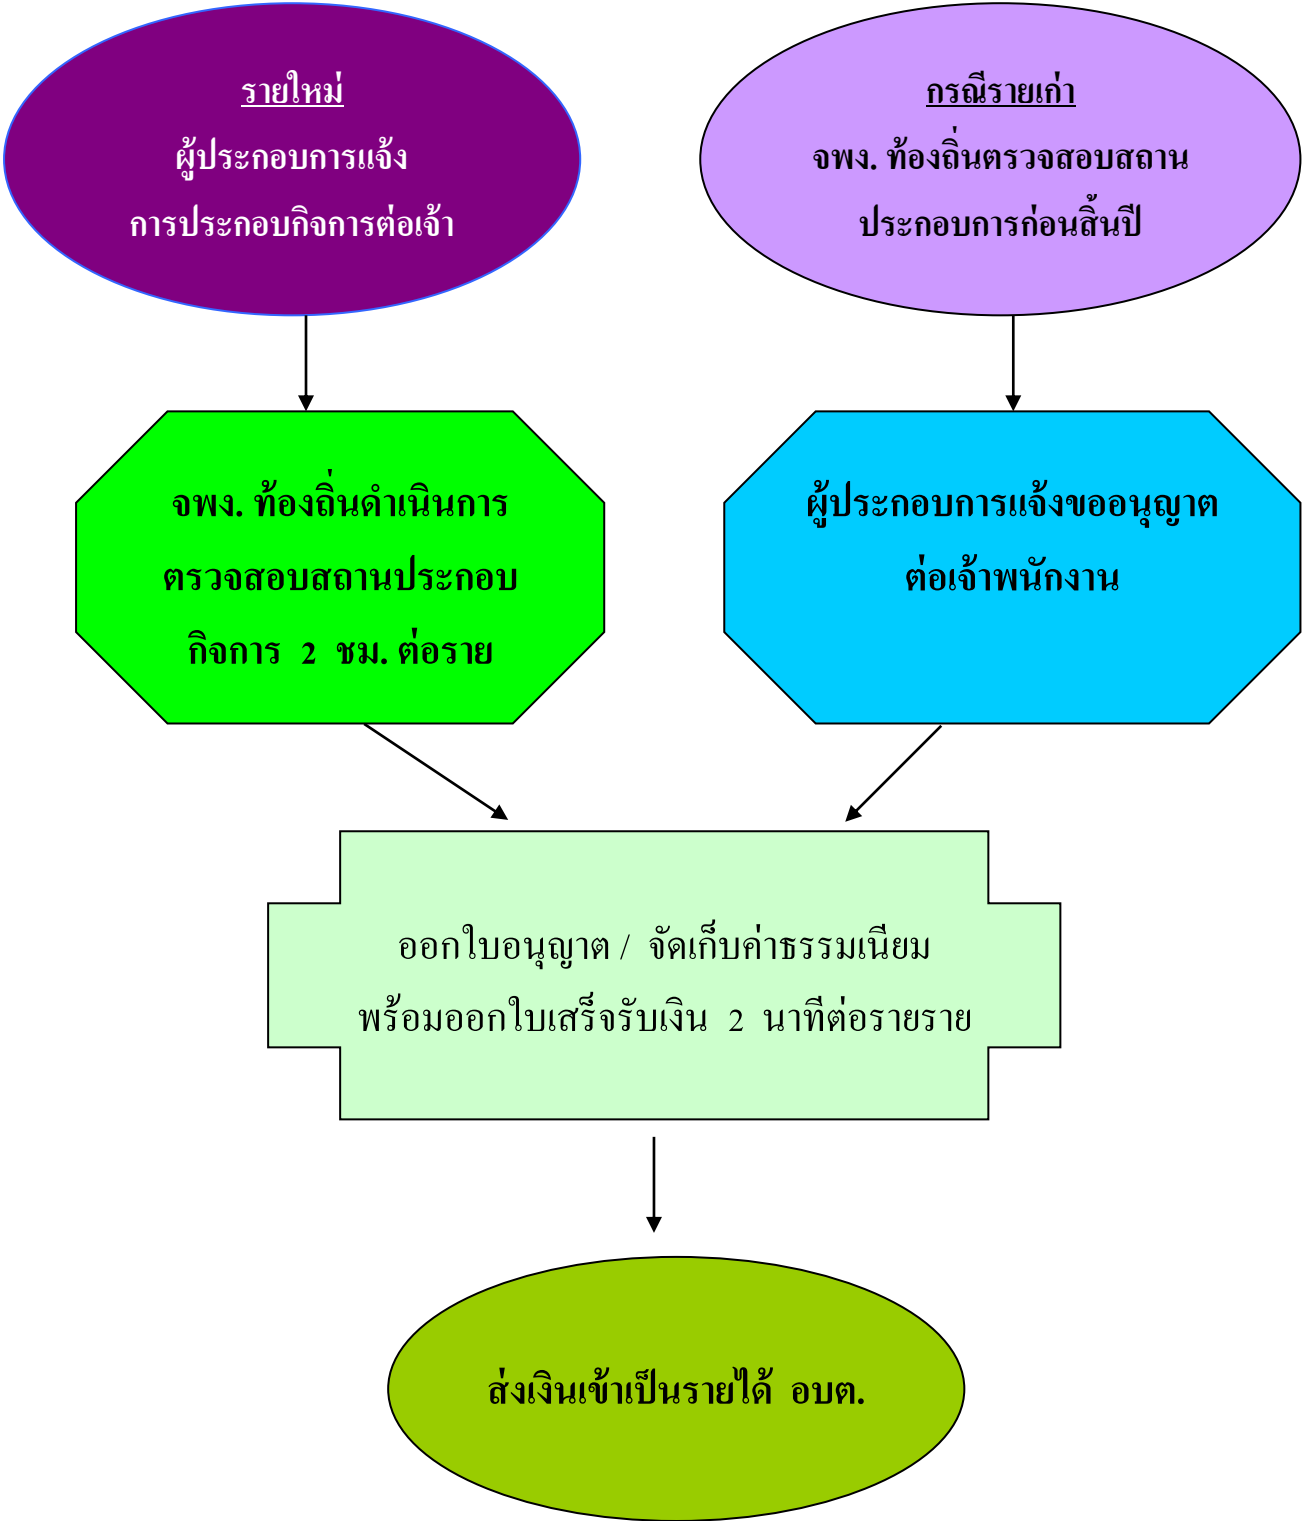 รายใหม่
ผู้ประกอบการแจ้ง
การประกอบกิจการต่อเจ้า
กรณีรายเก่า
จพง. ท้องถิ่นตรวจสอบสถาน
ประกอบการก่อนสิ้นปี
จพง. ท้องถิ่นดำเนินการ
ตรวจสอบสถานประกอบ
กิจการ 2 ชม. ต่อราย
ผู้ประกอบการแจ้งขออนุญาต
ต่อเจ้าพนักงาน
ออกใบอนุญาต / จัดเก็บค่าธรรมเนียม
พร้อมออกใบเสร็จรับเงิน 2 นาทีต่อรายราย
ส่งเงินเข้าเป็นรายได้ อบต.